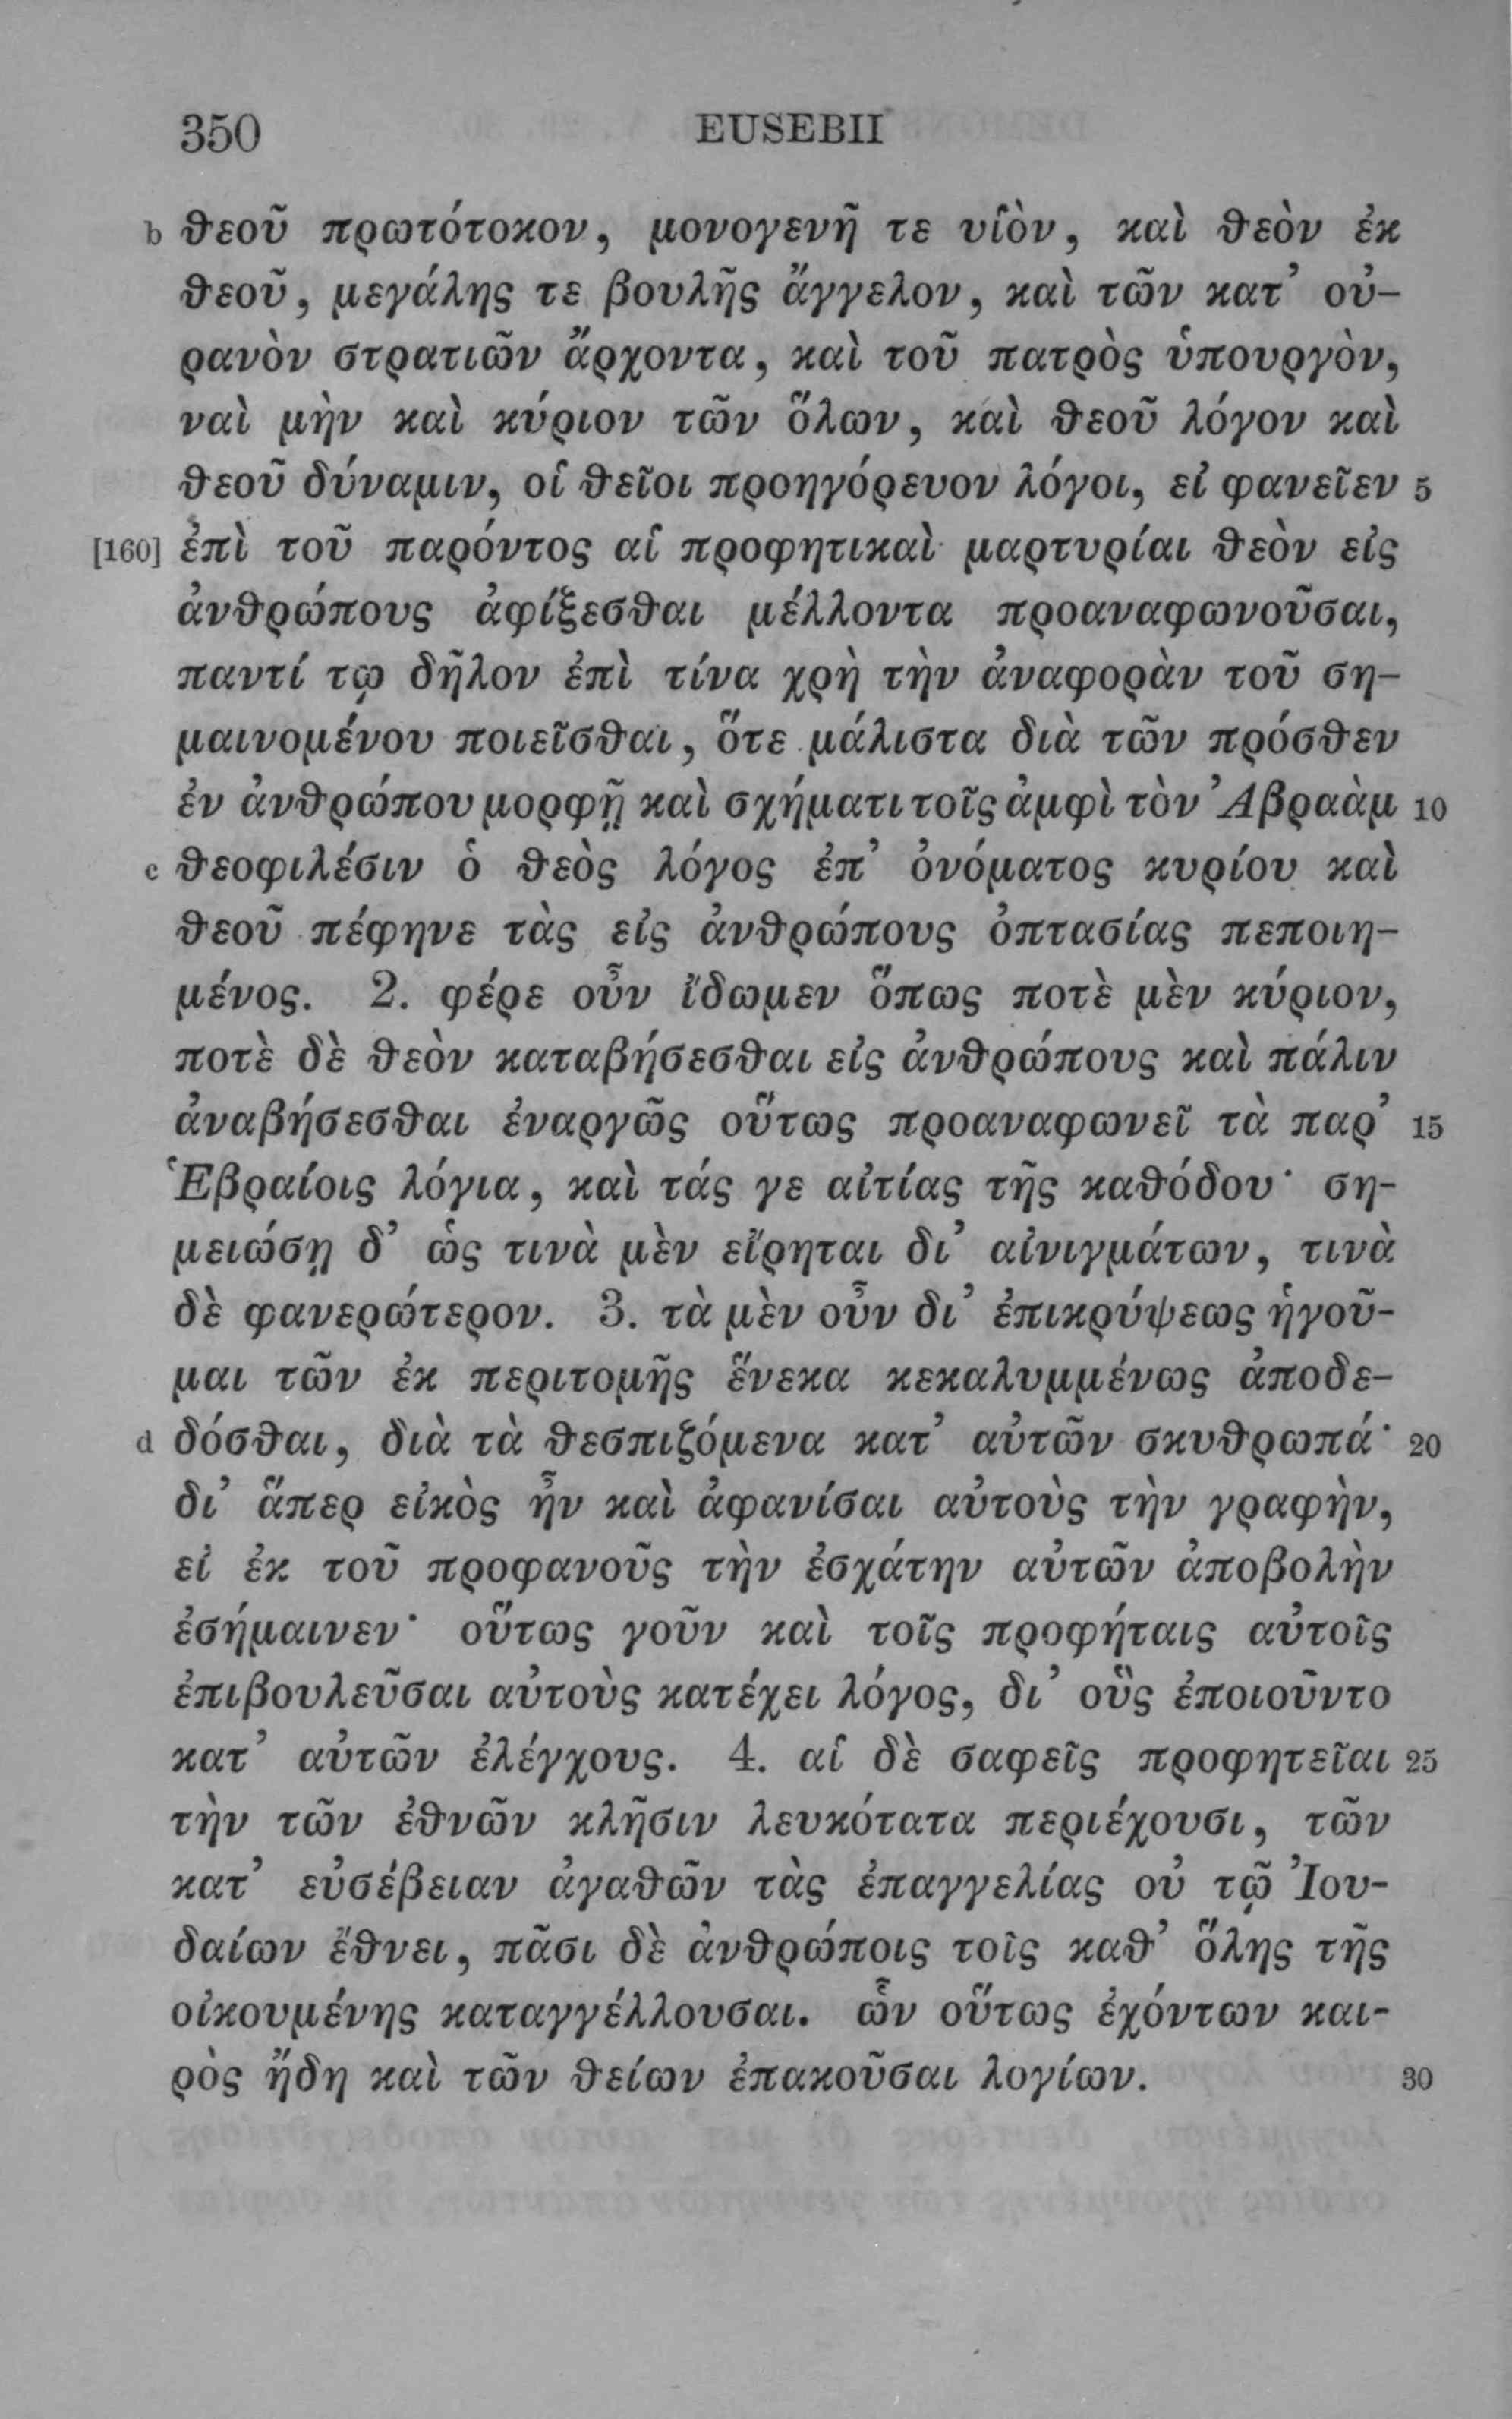 350 EUSEBII
b θεοῦ πρωτότοκον, μονογενῆ τε υἱὸν, καὶ θεὸν ἐκ
θεοῦ, μεγάλης τε βουλῆς ἄγγελον, καὶ τῶν κατ’ οὐ-
ρανὸν στρατιῶν ἄρχοντα, καὶ τοῦ πατρὸς ὑπουργὸν,
ναὶ μὴν καὶ κύριον τῶν ὅλων, καὶ θεοῦ λόγον καὶ
θεοῦ δύναμιν, οἱ θεῖοι προηγόρευον λόγοι, εἰ φανεῖεν 5
[160] ἐπὶ τοῦ παρόντος αἱ προφητικαὶ μαρτυρίαι θεὸν εἰς
ἀνθρώπους ἀφίξεσθαι μέλλοντα προαναφωνοῦσαι,
παντί τῳ δῆλον ἐπὶ τίνα χρὴ τὴν ἀναφορὰν τοῦ ση-
μαινομένου ποιεῖσθαι, ὅτε μάλιστα διὰ τῶν πρόσθεν
ἐν ἀνθρώπου μορφῇ καὶ σχήματι τοῖς ἀμφὶ τὸν Ἀβραὰμ 10
c θεοφιλέσιν ὁ θεὸς λόγος ἐπ’ ὀνόματος κυρίου καὶ
θεοῦ πέφηνε τὰς εἰς ἀνθρώπους ὀπτασίας πεποιη-
μένος. 2. φέρε οὖν ἴδωμεν ὅπως ποτὲ μὲν κύριον,
ποτὲ δὲ θεὸν καταβήσεσθαι εἰς ἀνθρώπους καὶ πάλιν
ἀναβήσεσθαι ἐναργῶς οὕτως προαναφωνεῖ τὰ παρ’ 15
Ἑβραίοις λόγια, καὶ τάς γε αἰτίας τῆς καθόδου· ση-
μειώσῃ δ’ ὡς τινὰ μὲν εἴρηται δι’ αἰνιγμάτων, τινὰ
δὲ φανερώτερον. 3. τὰ μὲν οὖν δι’ ἐπικρύψεως ἡγοῦ-
μαι τῶν ἐκ περιτομῆς ἕνεκα κεκαλυμμένως ἀποδε-
d δόσθαι, διὰ τὰ θεσπιζόμενα κατ’ αὐτῶν σκυθρωπά· 20
δι’ ἅπερ εἰκὸς ἦν καὶ ἀφανίσαι αὐτοὺς τὴν γραφὴν,
εἰ ἐκ τοῦ προφανοῦς τὴν ἐσχάτην αὐτῶν ἀποβολὴν
ἐσήμαινεν· οὕτως γοῦν καὶ τοῖς προφήταις αὐτοῖς
ἐπιβουλεῦσαι αὐτοὺς κατέχει λόγος, δι’ οὓς ἐποιοῦντο
κατ’ αὐτῶν ἐλέγχους. 4. αἱ δὲ σαφεῖς προφητεῖαι 25
τὴν τῶν ἐθνῶν κλῆσιν λευκότατα περιέχουσι, τῶν
κατ’ εὐσέβειαν ἀγαθῶν τὰς ἐπαγγελίας οὐ τῷ Ἰου-
δαίων ἔθνει, πᾶσι δὲ ἀνθρώποις τοῖς καθ’ ὅλης τῆς
οἰκουμένης καταγγέλλουσαι. ὧν οὕτως ἐχόντων και-
ρὸς ἤδη καὶ τῶν θείων ἐπακοῦσαι λογίων. 30